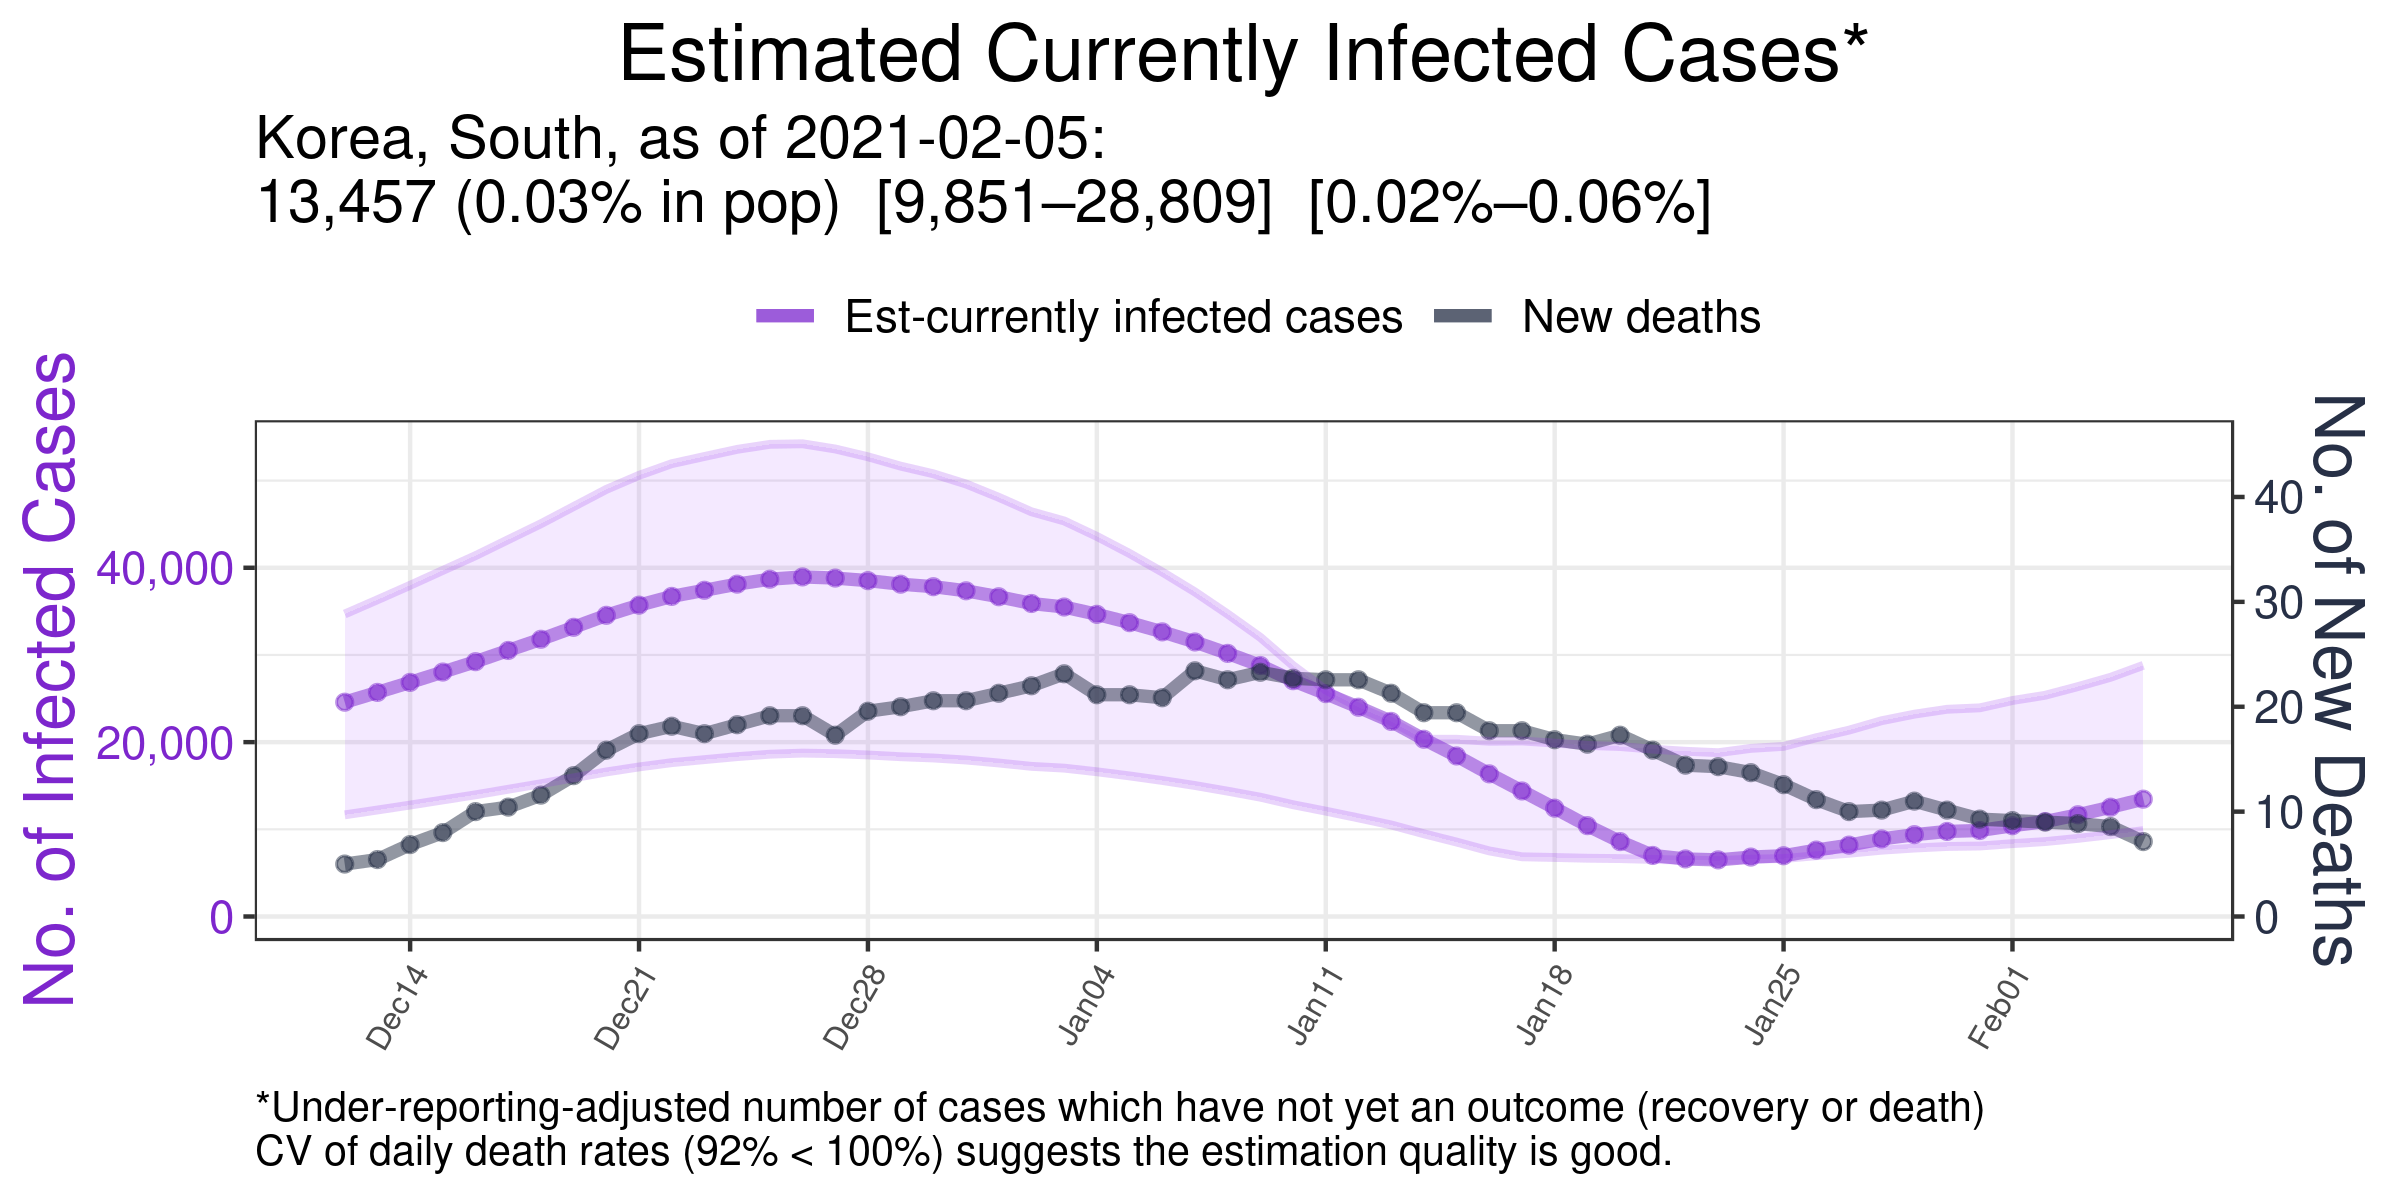 Estimated Currently Infected Cases*
Korea, South, as of 2021-02-05:
13,457 (0.03% in pop)  [9,851–28,809]  [0.02%–0.06%]
Est-currently infected cases
New deaths
No. of Infected Cases
40,000
20,000
0
No. of New Deaths
40
30
20
10
0
Dec14
Dec21
Dec28
Jan04
Jan11
Jan18
Jan25
Feb01
*Under-reporting-adjusted number of cases which have not yet an outcome (recovery or death)
CV of daily death rates (92% < 100%) suggests the estimation quality is good.